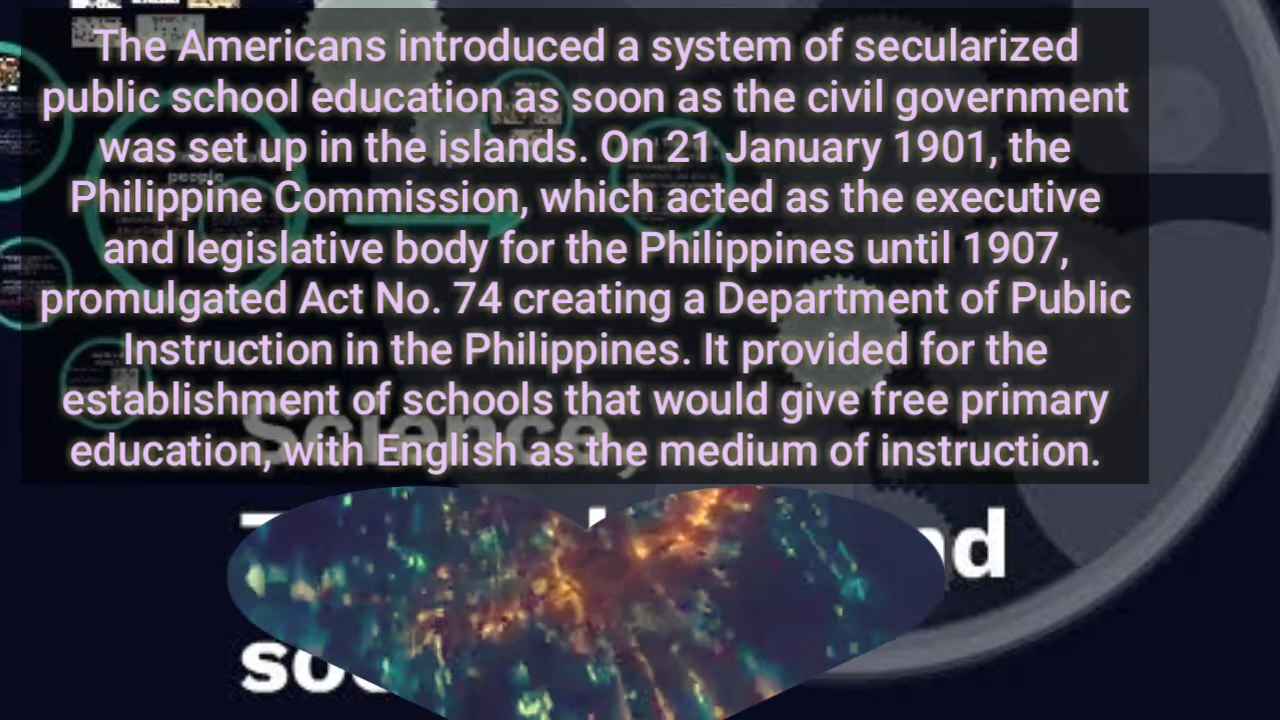 The Americans introduced a system of secularized
public school education as soon as the civil government
was set up in the islands. On 21 January 1901, the
Philippine Commission, which acted as the executive
and legislative body for the Philippines until 1907,
promulgated Act No. 74 creating a Department of Public
Instruction in the Philippines. It provided for the
establishment of schools that would give free primary
education, with English as the medium of instruction.
Science,